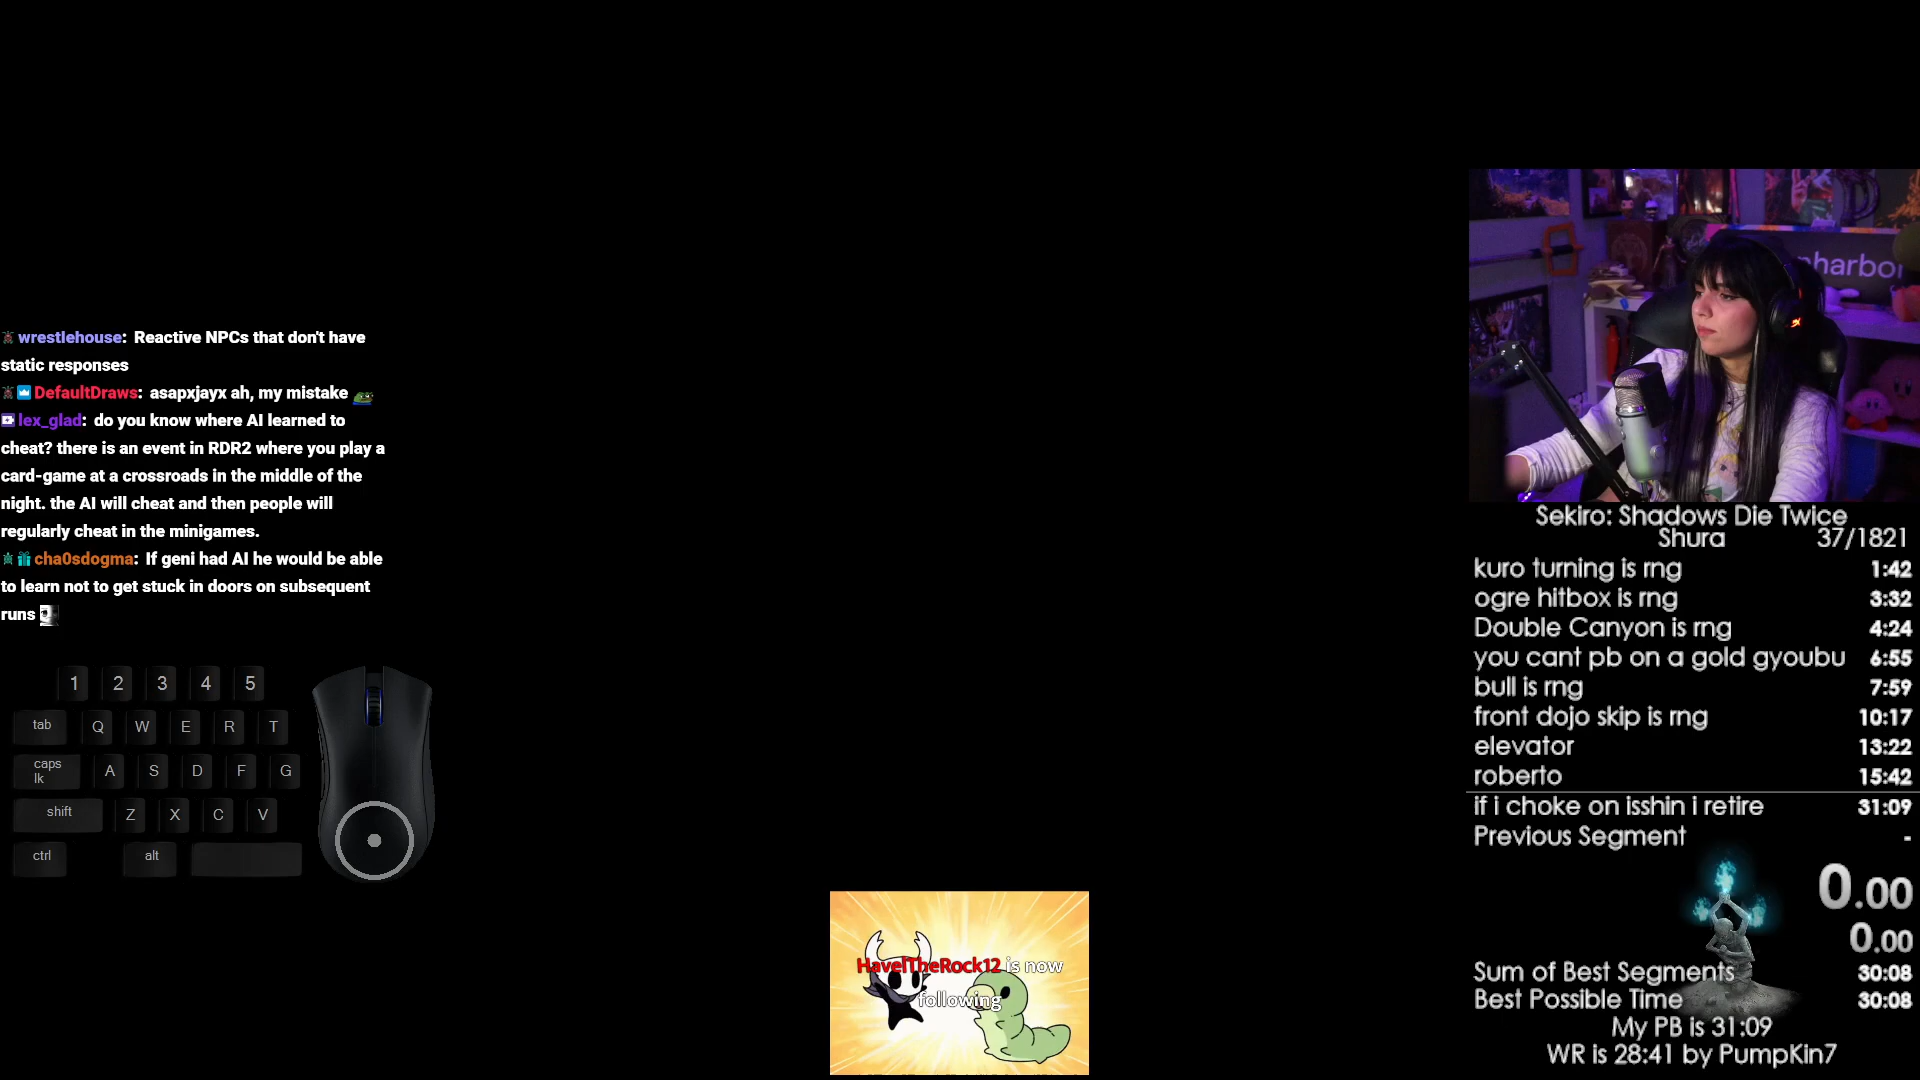 wrestlehouse: Reactive NPCs that don't have
static responses
DefaultDraws: asapxjayx ah, my mistake
lex_glad: do you know where AI learned to
cheat? there is an event in RDR2 where you play a
card-game at a crossroads in the middle of the
night. the AI will cheat and then people will
regularly cheat in the minigames.
cha0sdogma: If geni had AI he would be able
to learn not to get stuck in doors on subsequent
runs
1 2 3 4 5
tab Q W E R T
caps
lk
A S D F G
shift Z X C V
ctrl alt
HavelTheRock12 is now
following
harbor
Sekiro: Shadows Die Twice
Shura 37/1821
kuro turning is rng 1:42
ogre hitbox is rng 3:32
Double Canyon is rng 4:24
you cant pb on a gold gyoubu 6:55
bull is rng 7:59
front dojo skip is rng 10:17
elevator 13:22
roberto 15:42
if i choke on isshin i retire 31:09
Previous Segment -
0.00
0.00
Sum of Best Segments 30:08
Best Possible Time 30:08
My PB is 31:09
WR is 28:41 by PumpKin7